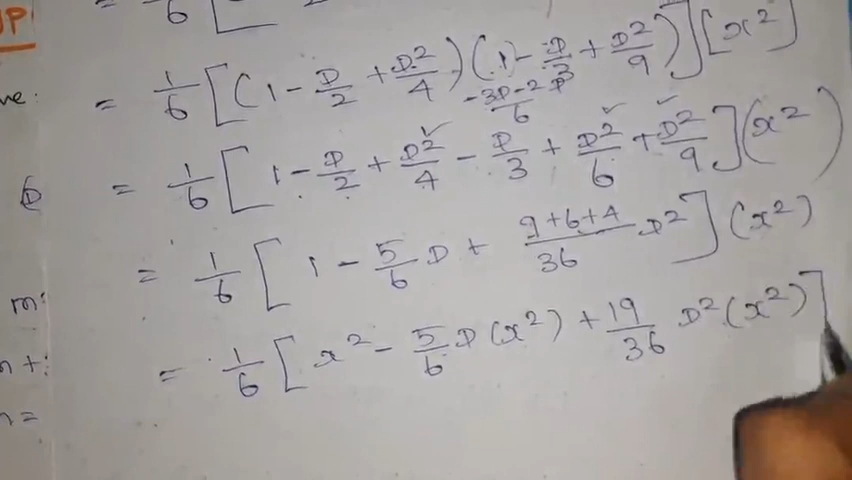 = 1/6 [
= 1/6 [(1 - D/2 + D²/4)(1 - D/3 + D²/9)][x²]
-3D-2D/6
= 1/6 [1 - D/2 + D²/4 - D/3 + D²/6 + D²/9](x²)
= 1/6 [1 - 5/6 D + 9+6+4/36 D²](x²)
= 1/6 [x² - 5/6 D(x²) + 19/36 D²(x²)]